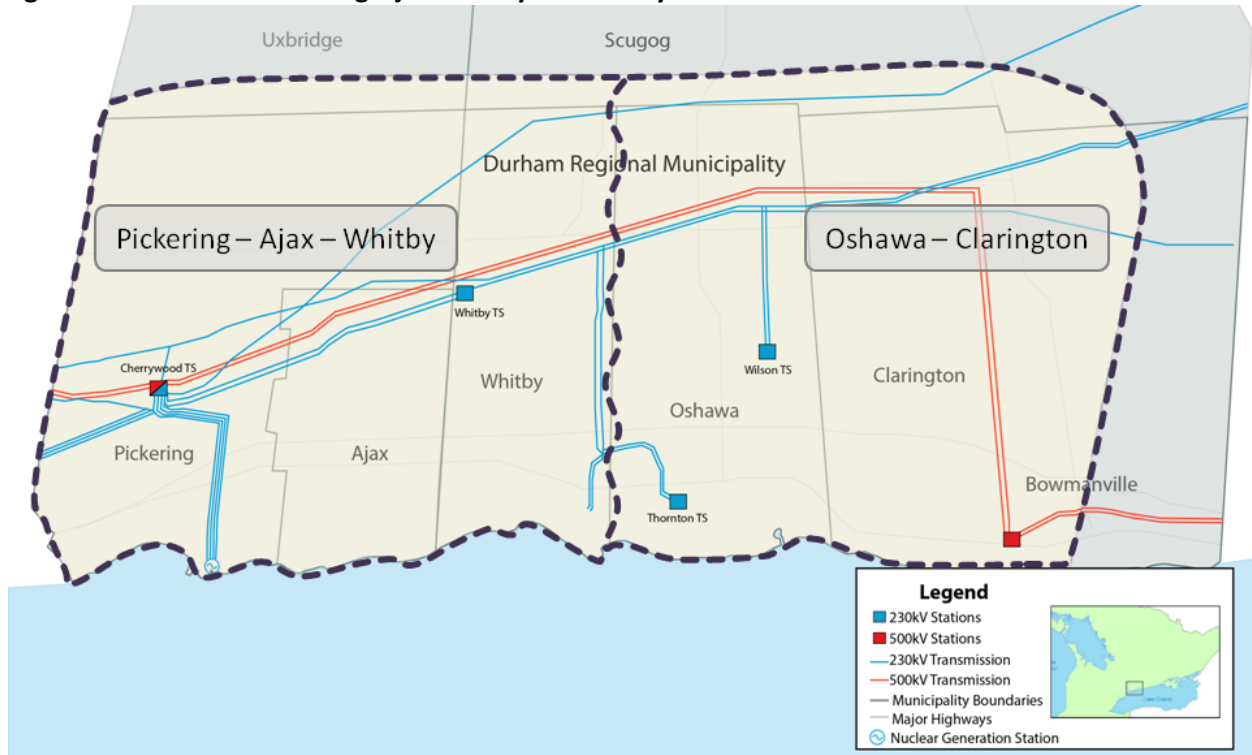 Uxbridge
Scugog
Durham Regional Municipality
Pickering – Ajax – Whitby
Oshawa – Clarington
Whitby TS
Cherrywood TS
Wilson TS
Whitby
Clarington
Oshawa
Pickering
Ajax
Bowmanville
Thornton TS
Legend
230kV Stations
500kV Stations
230kV Transmission
500kV Transmission
Municipality Boundaries
Major Highways
Nuclear Generation Station
Lake Ontario